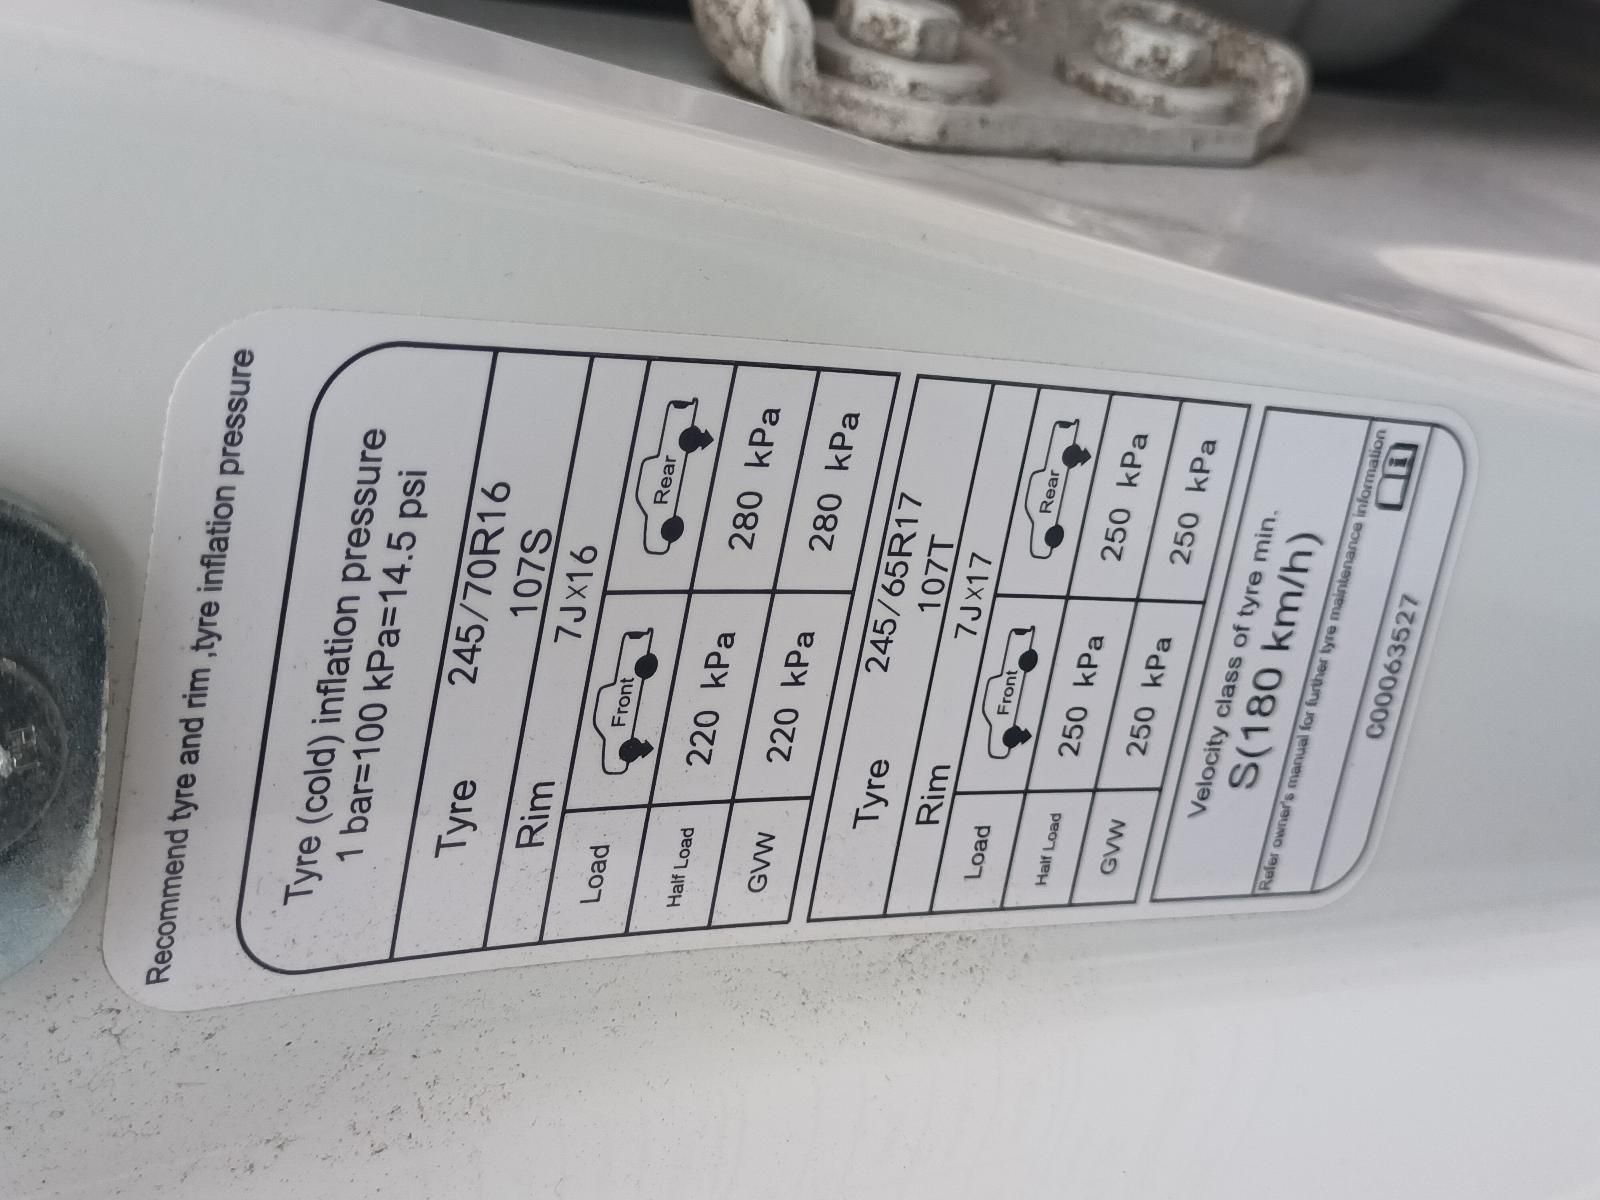 Recommend tyre and rim ,tyre inflation pressure
Tyre (cold) inflation pressure
1 bar=100 kPa=14.5 psi
Tyre 245/70R16
107S
Rim 7J×16
Load Front Rear
Half Load 220 kPa 280 kPa
GVW 220 kPa 280 kPa
Tyre 245/65R17
107T
Rim 7J×17
Load Front Rear
Half Load 250 kPa 250 kPa
GVW 250 kPa 250 kPa
Velocity class of tyre min.
S(180 km/h)
Refer owner's manual for further tyre maintenance information
i
C00063527